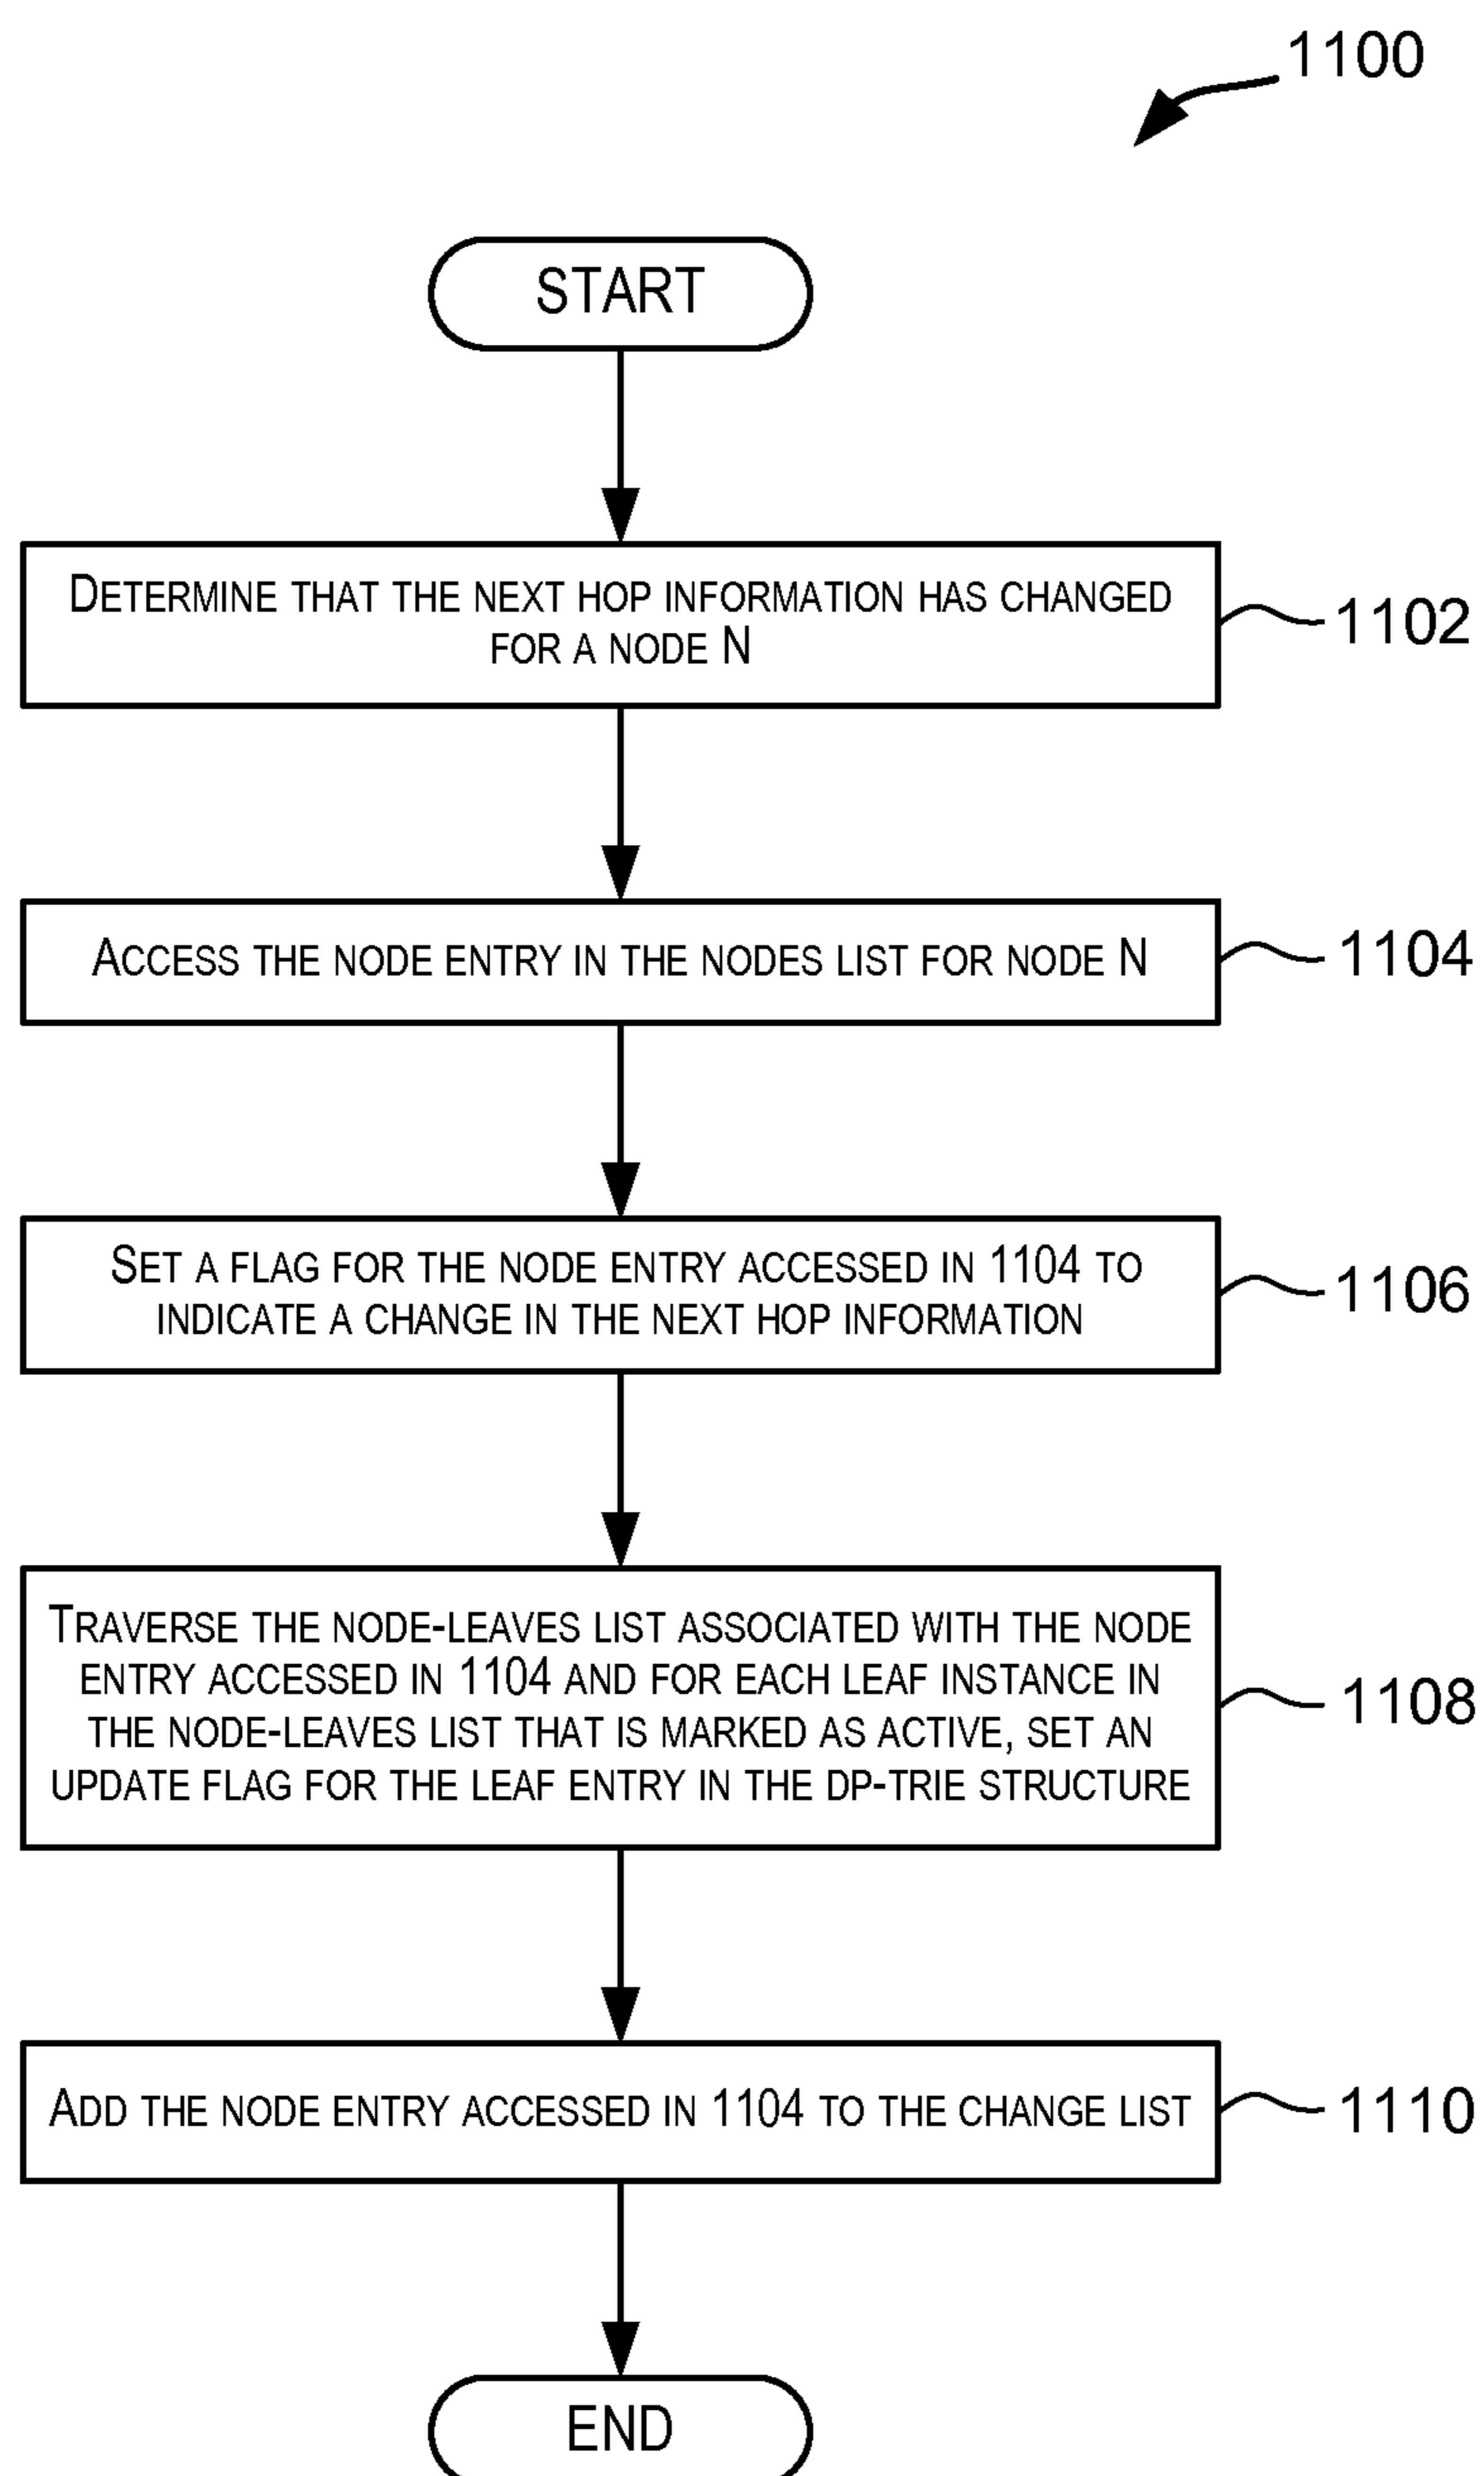 1100
START
DETERMINE THAT THE NEXT HOP INFORMATION HAS CHANGED
FOR A NODE N
1102
ACCESS THE NODE ENTRY IN THE NODES LIST FOR NODE N
1104
SET A FLAG FOR THE NODE ENTRY ACCESSED IN 1104 TO
INDICATE A CHANGE IN THE NEXT HOP INFORMATION
1106
TRAVERSE THE NODE-LEAVES LIST ASSOCIATED WITH THE NODE
ENTRY ACCESSED IN 1104 AND FOR EACH LEAF INSTANCE IN
THE NODE-LEAVES LIST THAT IS MARKED AS ACTIVE, SET AN
UPDATE FLAG FOR THE LEAF ENTRY IN THE DP-TRIE STRUCTURE
1108
ADD THE NODE ENTRY ACCESSED IN 1104 TO THE CHANGE LIST
1110
END